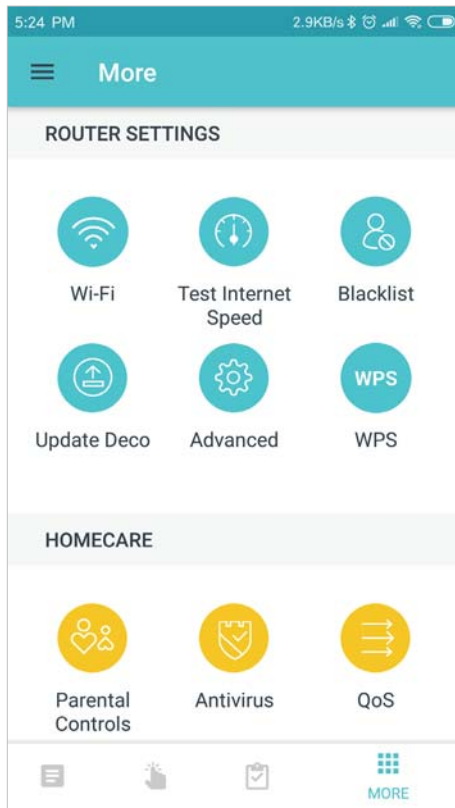 5:24 PM 2.9KB/s
More
ROUTER SETTINGS
Wi-Fi
Test Internet
Speed
Blacklist
Update Deco
Advanced
WPS
WPS
HOMECARE
Parental
Controls
Antivirus
QoS
MORE